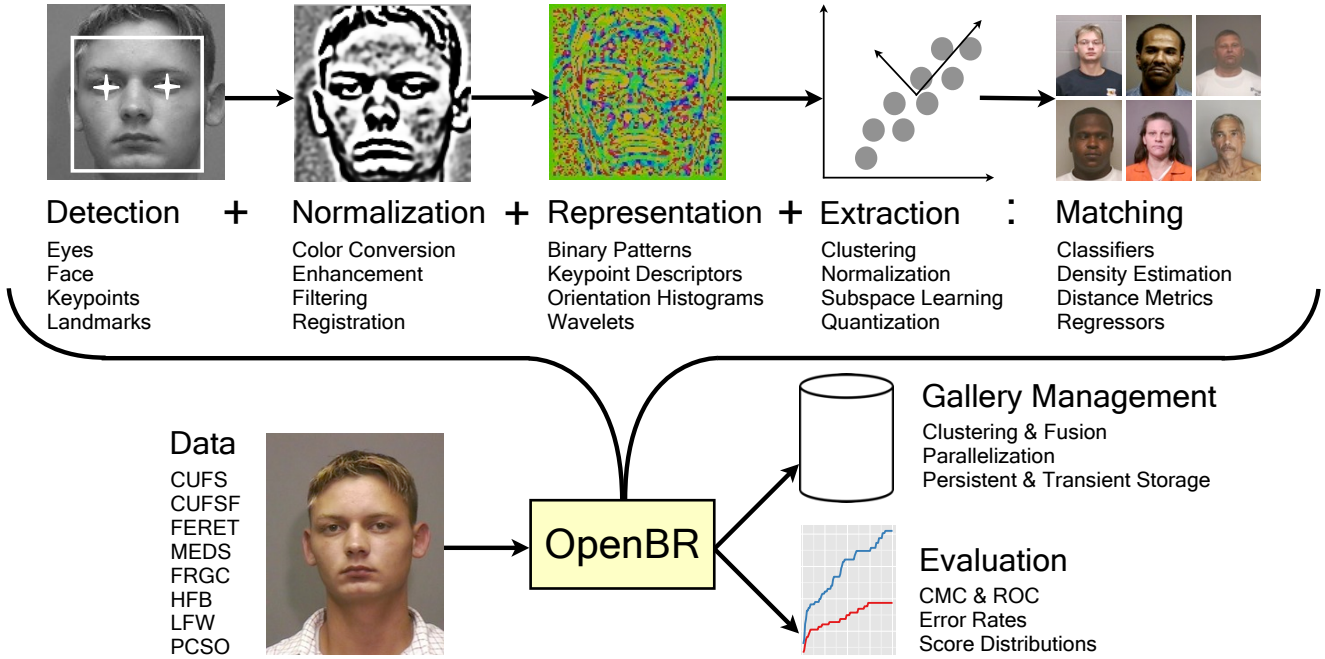 Detection + Normalization + Representation + Extraction : Matching
Eyes
Face
Keypoints
Landmarks
Color Conversion
Enhancement
Filtering
Registration
Binary Patterns
Keypoint Descriptors
Orientation Histograms
Wavelets
Clustering
Normalization
Subspace Learning
Quantization
Classifiers
Density Estimation
Distance Metrics
Regressors
Data
CUFS
CUFSF
FERET
MEDS
FRGC
HFB
LFW
PCSO
OpenBR
Gallery Management
Clustering & Fusion
Parallelization
Persistent & Transient Storage
Evaluation
CMC & ROC
Error Rates
Score Distributions